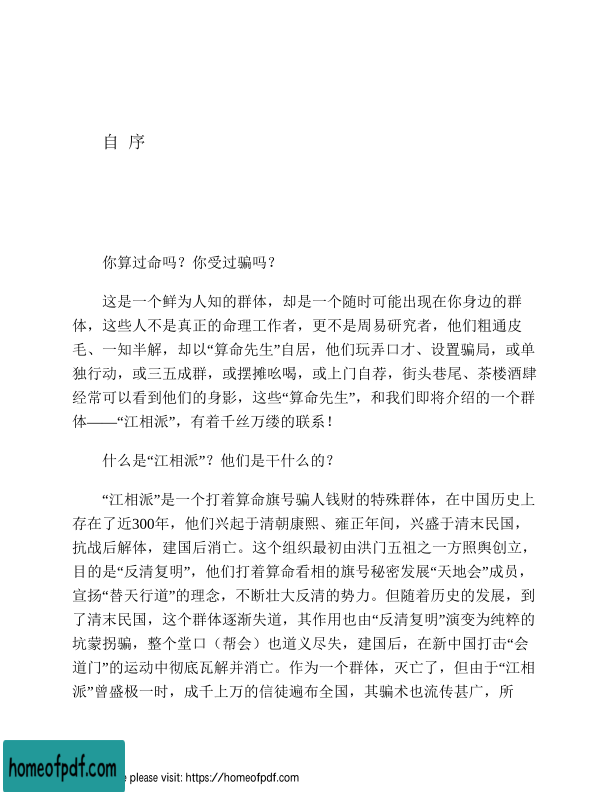 自 序
你算过命吗？你受过骗吗？
这是一个鲜为人知的群体，却是一个随时可能出现在你身边的群
体，这些人不是真正的命理工作者，更不是周易研究者，他们粗通皮
毛、一知半解，却以“算命先生”自居，他们玩弄口才、设置骗局，或单
独行动，或三五成群，或摆摊吆喝，或上门自荐，街头巷尾、茶楼酒肆
经常可以看到他们的身影，这些“算命先生”，和我们即将介绍的一个群
体——“江相派”，有着千丝万缕的联系！
什么是“江相派”？他们是干什么的？
“江相派”是一个打着算命旗号骗人钱财的特殊群体，在中国历史上
存在了近300年，他们兴起于清朝康熙、雍正年间，兴盛于清末民国，
抗战后解体，建国后消亡。这个组织最初由洪门五祖之一方照舆创立，
目的是“反清复明”，他们打着算命看相的旗号秘密发展“天地会”成员，
宣扬“替天行道”的理念，不断壮大反清的势力。但随着历史的发展，到
了清末民国，这个群体逐渐失道，其作用也由“反清复明”演变为纯粹的
坑蒙拐骗，整个堂口（帮会）也道义尽失，建国后，在新中国打击“会
道门”的运动中彻底瓦解并消亡。作为一个群体，灭亡了，但由于“江相
派”曾盛极一时，成千上万的信徒遍布全国，其骗术也流传甚广，所
homeofpdf.com
e please visit: https://homeofpdf.com